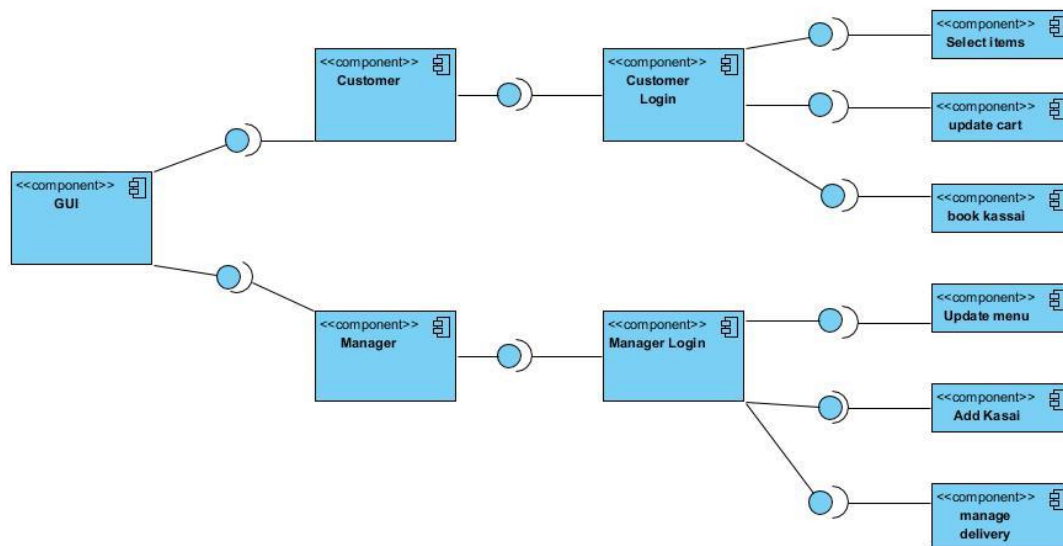 <<component>>
Select items
<<component>>
Customer
<<component>>
Customer
Login
<<component>>
update cart
<<component>>
GUI
<<component>>
book kassai
<<component>>
Manager
<<component>>
Manager Login
<<component>>
Update menu
<<component>>
Add Kasai
<<component>>
manage
delivery